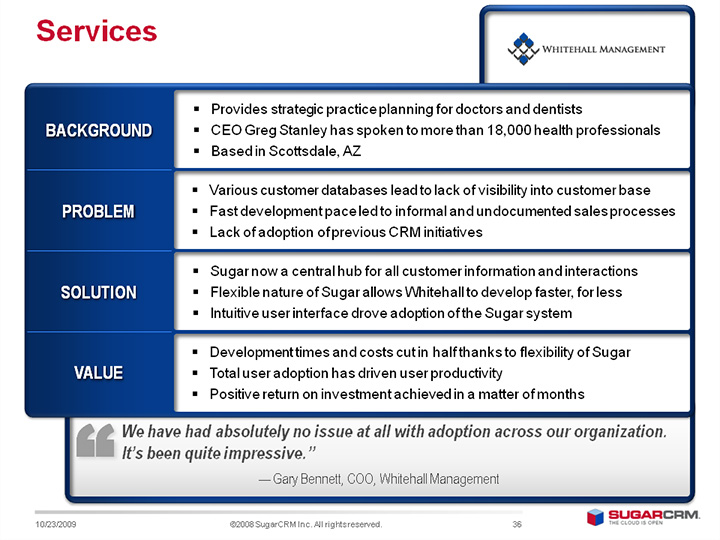 Services
WHITEHALL MANAGEMENT
BACKGROUND
▪ Provides strategic practice planning for doctors and dentists
▪ CEO Greg Stanley has spoken to more than 18,000 health professionals
▪ Based in Scottsdale, AZ
PROBLEM
▪ Various customer databases lead to lack of visibility into customer base
▪ Fast development pace led to informal and undocumented sales processes
▪ Lack of adoption of previous CRM initiatives
SOLUTION
▪ Sugar now a central hub for all customer information and interactions
▪ Flexible nature of Sugar allows Whitehall to develop faster, for less
▪ Intuitive user interface drove adoption of the Sugar system
VALUE
▪ Development times and costs cut in half thanks to flexibility of Sugar
▪ Total user adoption has driven user productivity
▪ Positive return on investment achieved in a matter of months
“We have had absolutely no issue at all with adoption across our organization.
It’s been quite impressive.”
— Gary Bennett, COO, Whitehall Management
10/23/2009
©2008 SugarCRM Inc. All rights reserved.
36
SUGARCRM.
THE CLOUD IS OPEN